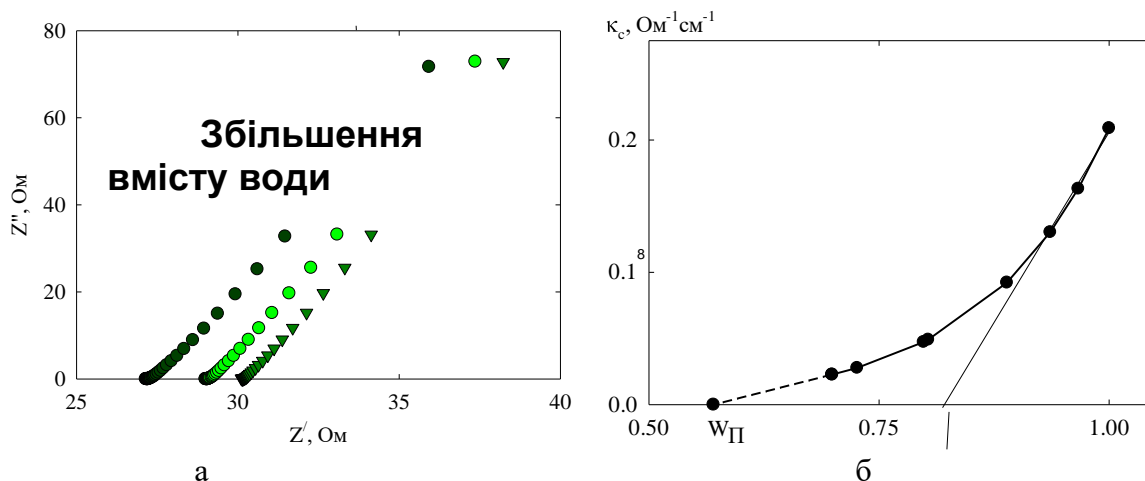 80
60
40
20
0
Z", Ом
Збільшення
вмісту води
25
30
35
40
Z/, Ом
а
κс, Ом-1см-1
0.2
0.1
8
0.0
0.50
WП
0.75
1.00
б